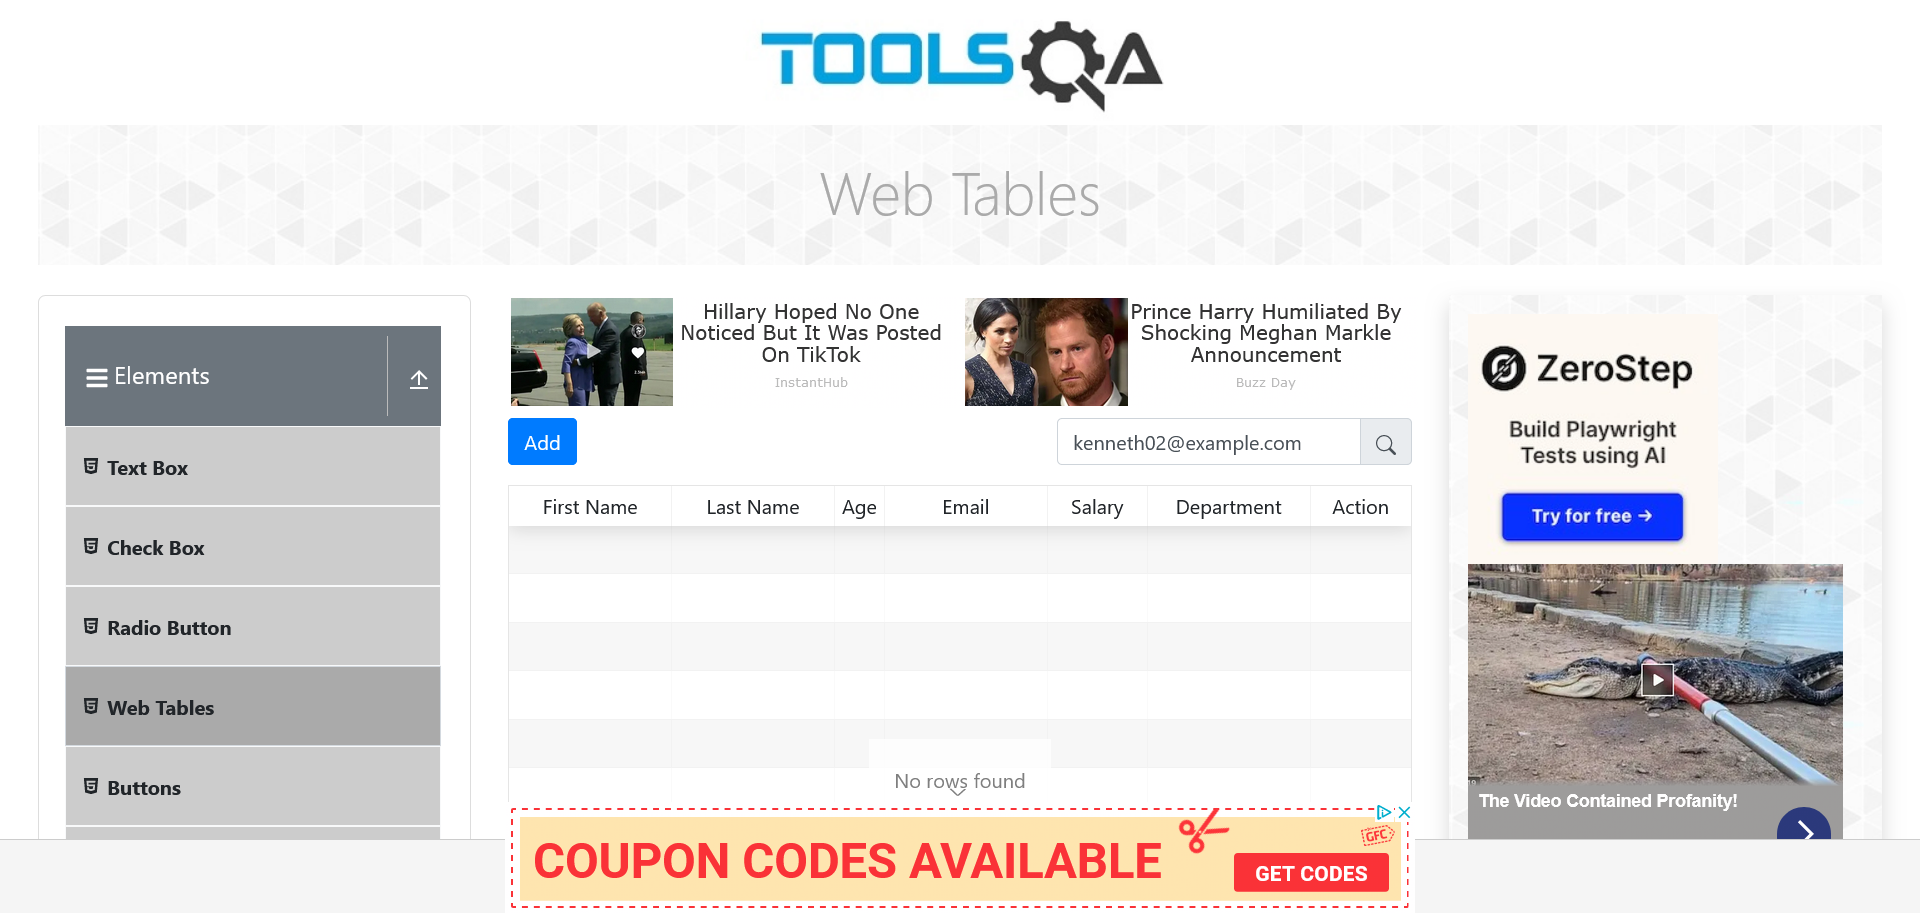 TOOLSQA
Web Tables
Elements
Text Box
Check Box
Radio Button
Web Tables
Buttons
Hillary Hoped No One
Noticed But It Was Posted
On TikTok
InstantHub
Prince Harry Humiliated By
Shocking Meghan Markle
Announcement
Buzz Day
Add
kenneth02@example.com
First Name Last Name Age Email Salary Department Action
No rows found
COUPON CODES AVAILABLE
GFC
GET CODES
ZeroStep
Build Playwright
Tests using AI
Try for free →
The Video Contained Profanity!